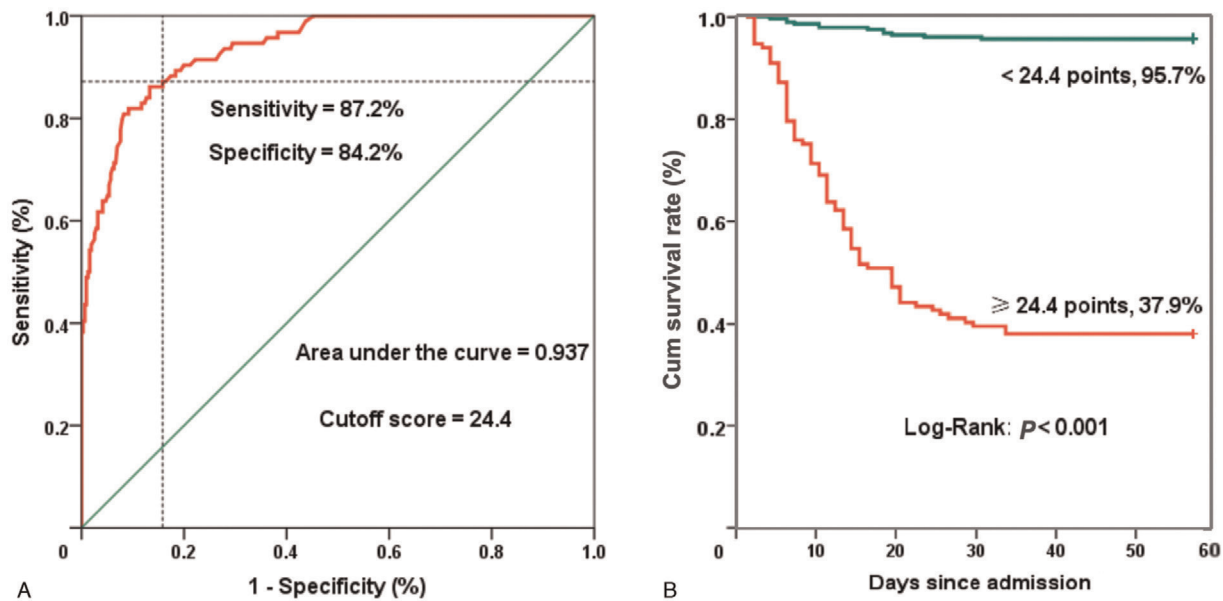 1.0
0.8
0.6
0.4
0.2
Sensitivity (%)
Sensitivity = 87.2%
Specificity = 84.2%
Area under the curve = 0.937
Cutoff score = 24.4
0
0.2
0.4
0.6
0.8
1.0
1 - Specificity (%)
A
1.0
0.8
0.6
0.4
0.2
Cum survival rate (%)
< 24.4 points, 95.7%
⩾ 24.4 points, 37.9%
Log-Rank: P < 0.001
0
10
20
30
40
50
60
Days since admission
B